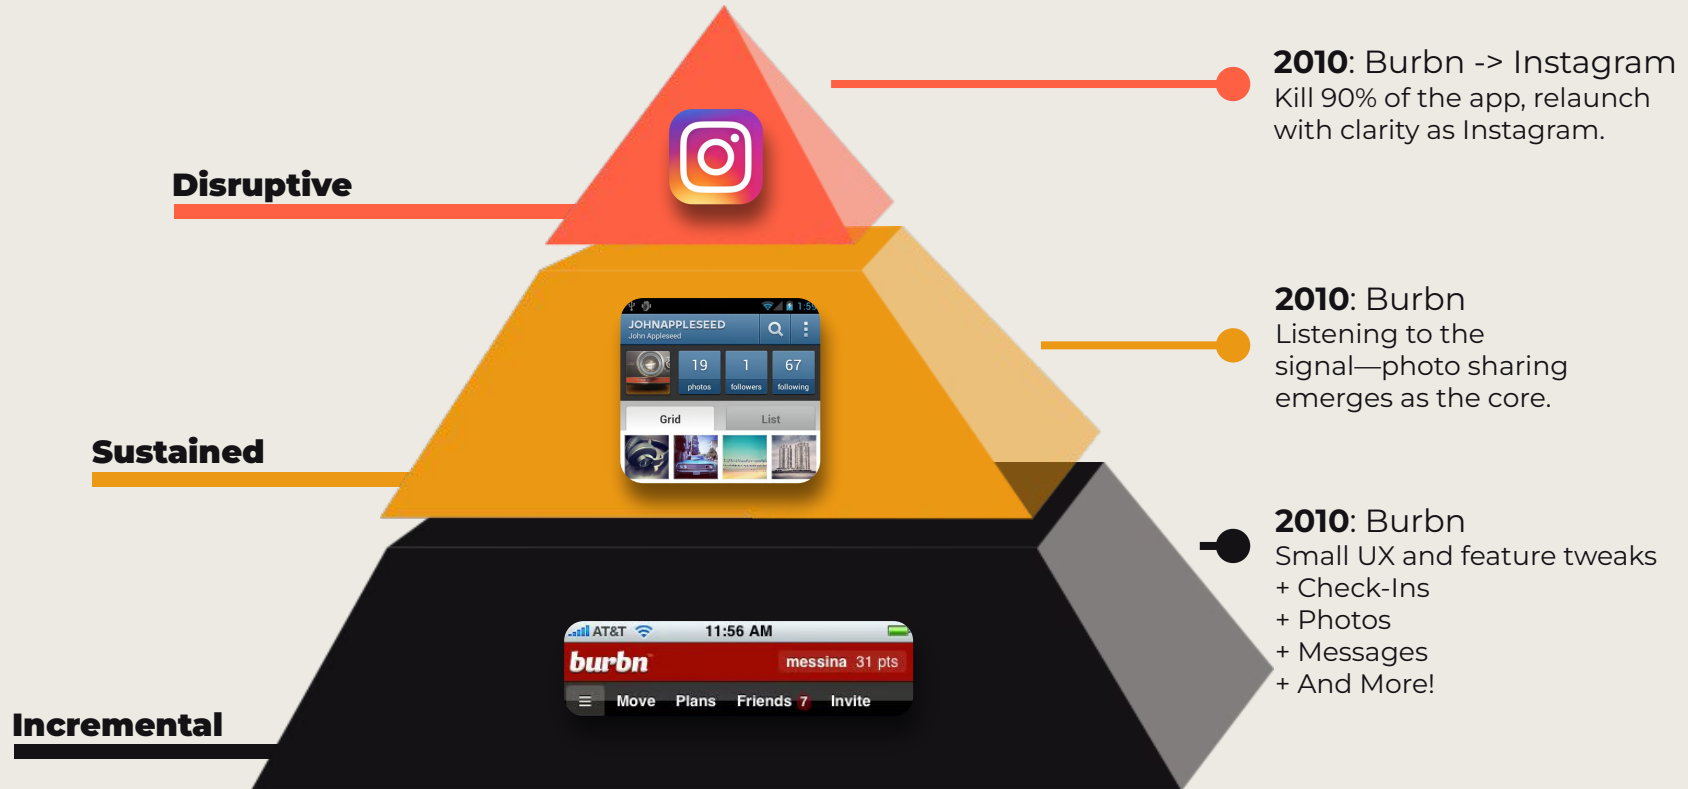 2010: Burbn -> Instagram
Kill 90% of the app, relaunch
with clarity as Instagram.
Disruptive
2010: Burbn
Listening to the
signal—photo sharing
emerges as the core.
JOHNAPPLESEED
John Appleseed
19
1
67
photos
followers
following
Grid
List
Sustained
2010: Burbn
Small UX and feature tweaks
+ Check-Ins
+ Photos
+ Messages
+ And More!
AT&T 11:56 AM
burbn messina 31 pts
Move Plans Friends 7 Invite
Incremental